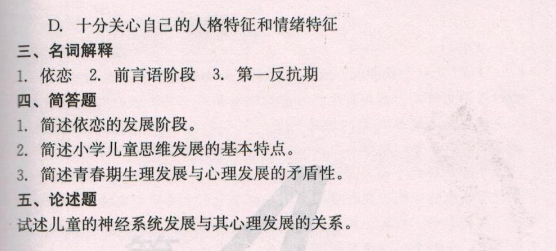 D. 十分关心自己的人格特征和情绪特征
三、名词解释
1. 依恋 2. 前言语阶段 3. 第一反抗期
四、简答题
1. 简述依恋的发展阶段。
2. 简述小学儿童思维发展的基本特点。
3. 简述青春期生理发展与心理发展的矛盾性。
五、论述题
试述儿童的神经系统发展与其心理发展的关系。